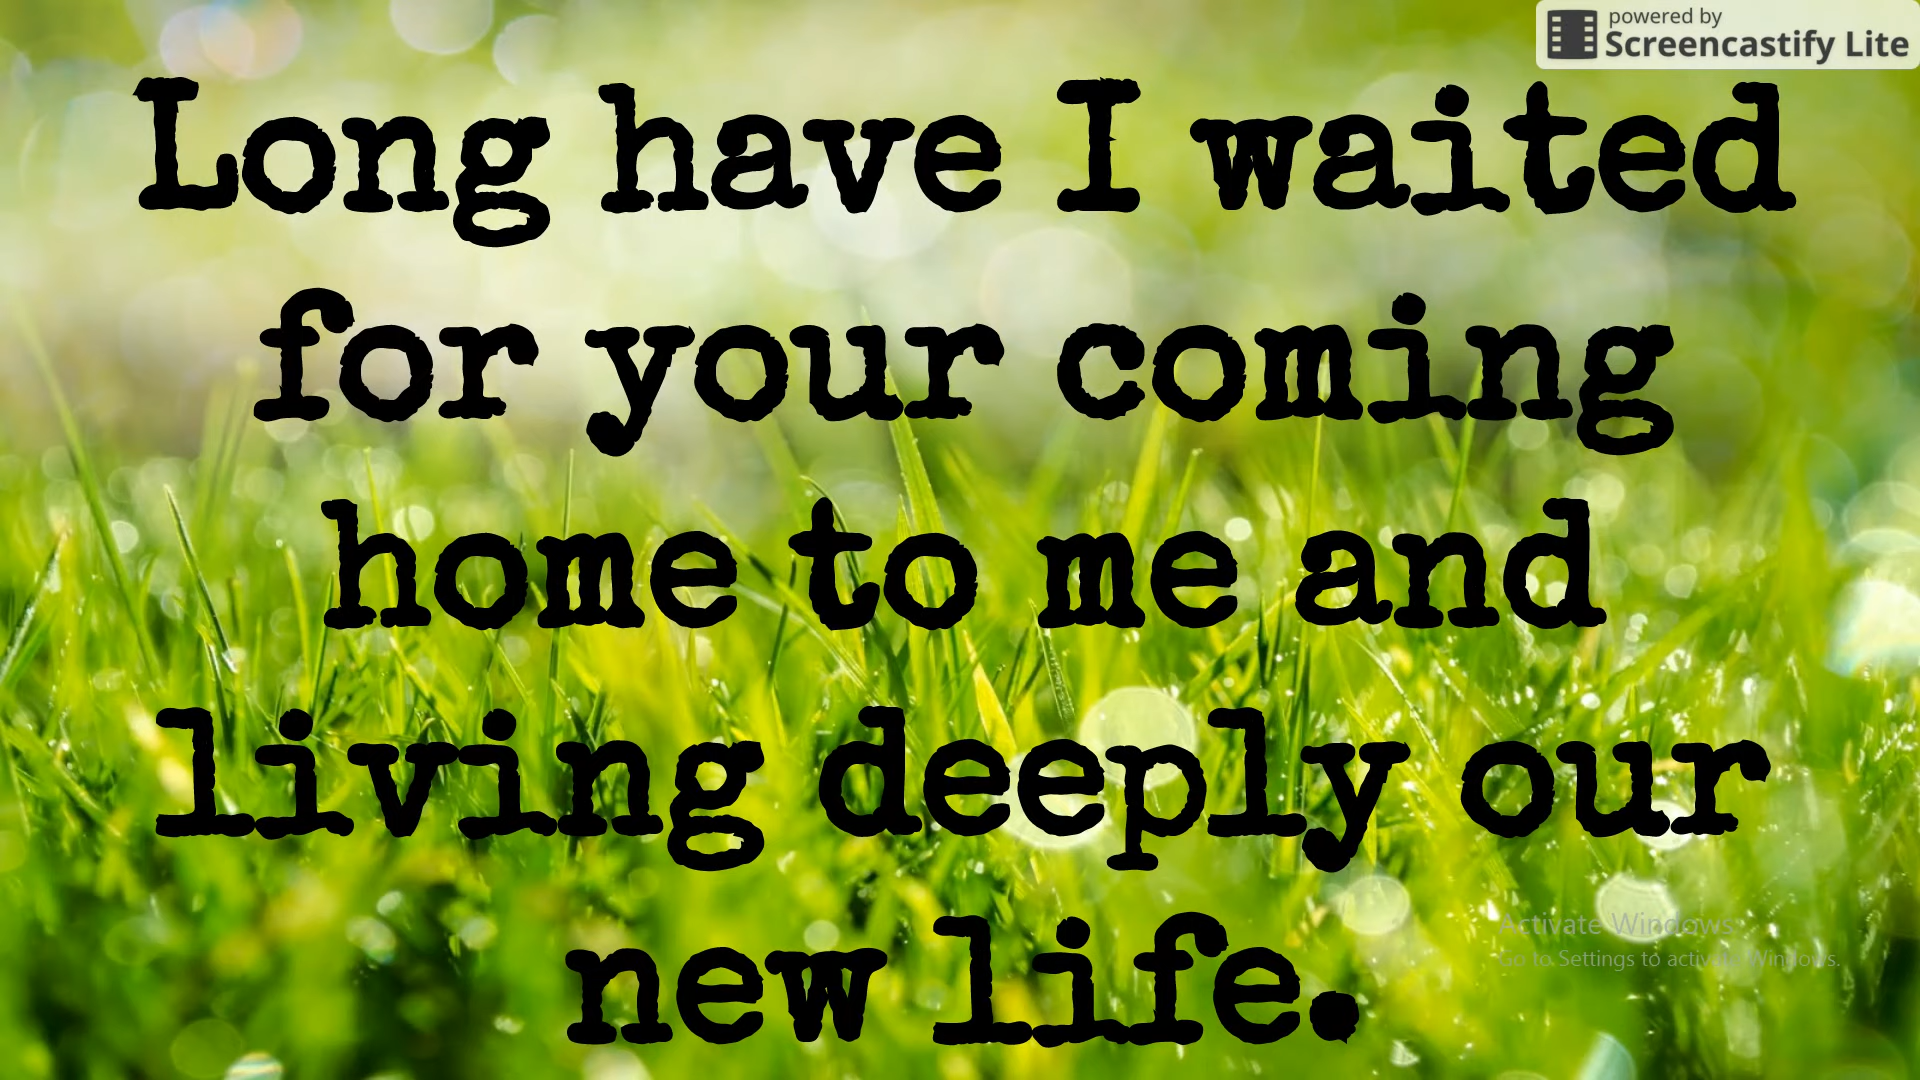 powered by
Screencastify Lite
Long have I waited
for your coming
home to me and
living deeply our
new life.
Activate Windows
Go to Settings to activate Windows.